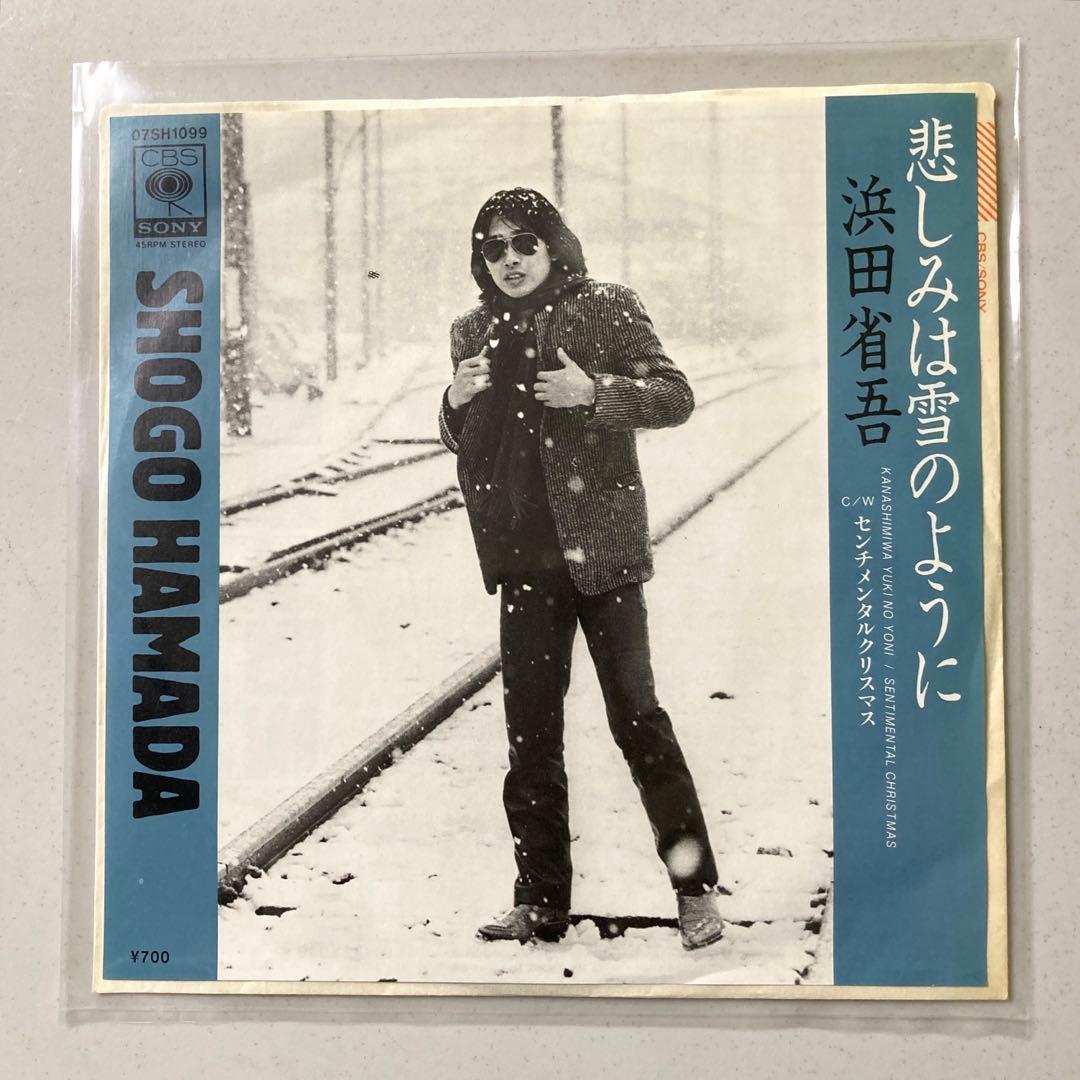 07SH1099
CBS
SONY
45RPM STEREO
SHOGO HAMADA
¥700
悲しみは雪のように
浜田省吾
KANASHIMIWA YUKI NO YONI / SENTIMENTAL CHRISTMAS
C/W センチメンタルクリスマス
CBS/SONY